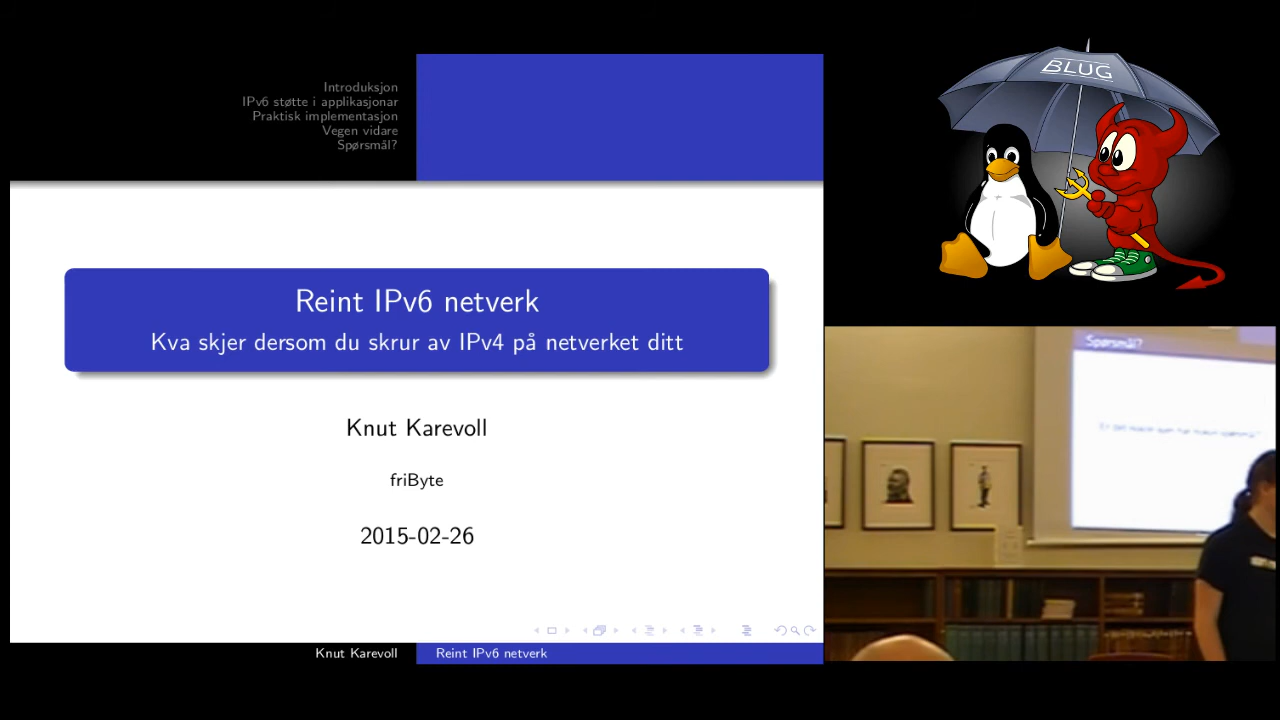 Introduksjon
IPv6 støtte i applikasjonar
Praktisk implementasjon
Vegen vidare
Spørsmål?
Reint IPv6 netverk
Kva skjer dersom du skrur av IPv4 på netverket ditt
Knut Karevoll
friByte
2015-02-26
Knut Karevoll
Reint IPv6 netverk
BLUG
Spørsmål?